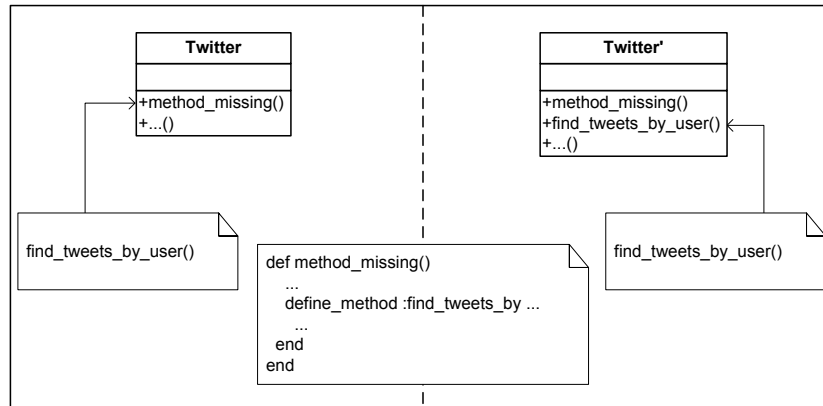 Twitter
+method_missing()
+...()
find_tweets_by_user()
Twitter'
+method_missing()
+find_tweets_by_user()
+...()
find_tweets_by_user()
def method_missing()
...
define_method :find_tweets_by ...
...
end
end